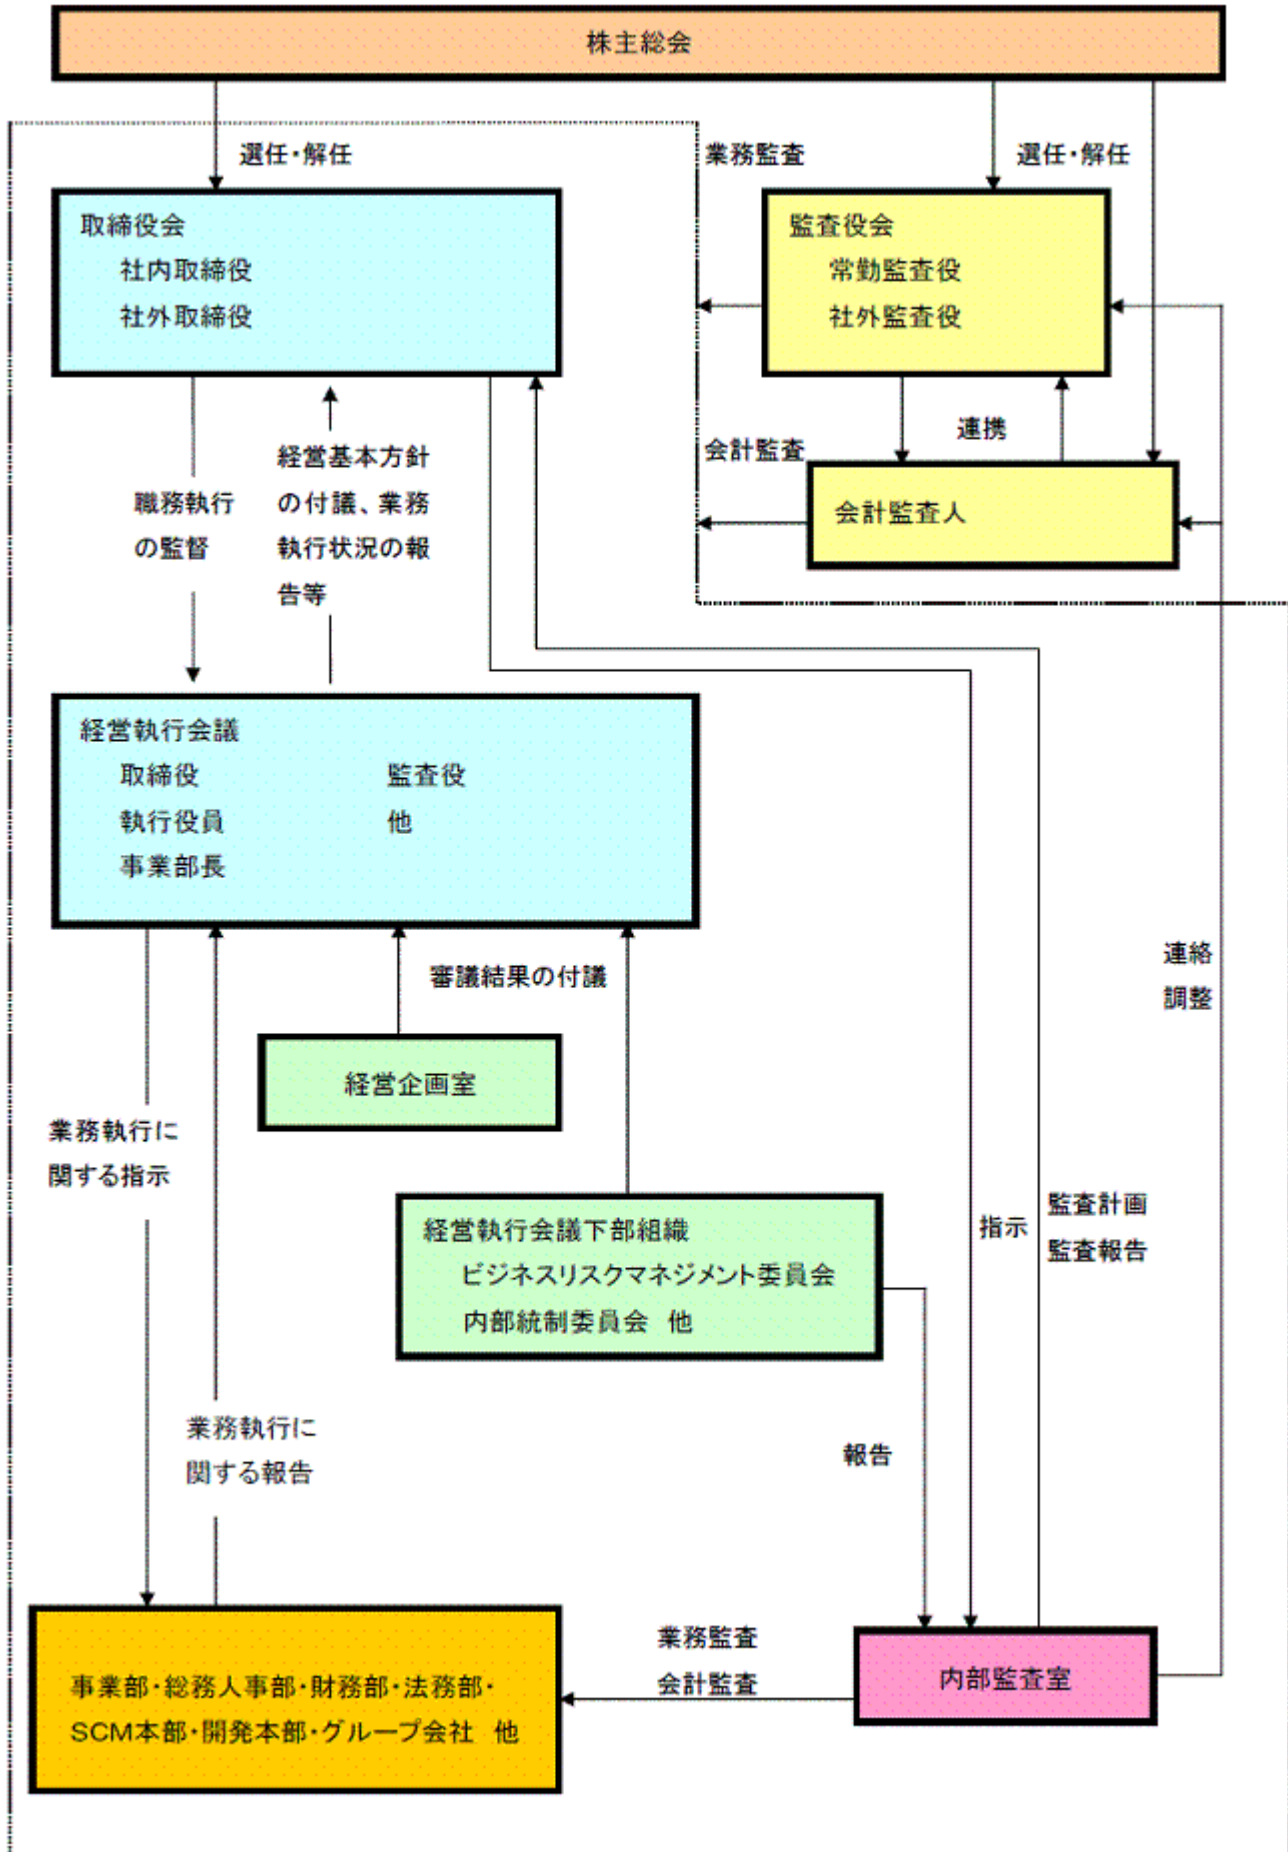 株主総会
選任・解任
業務監査
選任・解任
取締役会
社内取締役
社外取締役
監査役会
常勤監査役
社外監査役
連携
会計監査
会計監査人
職務執行
の監督
経営基本方針
の付議、業務
執行状況の報
告等
経営執行会議
取締役
監査役
執行役員
他
事業部長
審議結果の付議
連絡
調整
経営企画室
業務執行に
関する指示
経営執行会議下部組織
ビジネスリスクマネジメント委員会
内部統制委員会 他
指示
監査計画
監査報告
業務執行に
関する報告
報告
業務監査
会計監査
内部監査室
事業部・総務人事部・財務部・法務部・
SCM本部・開発本部・グループ会社 他